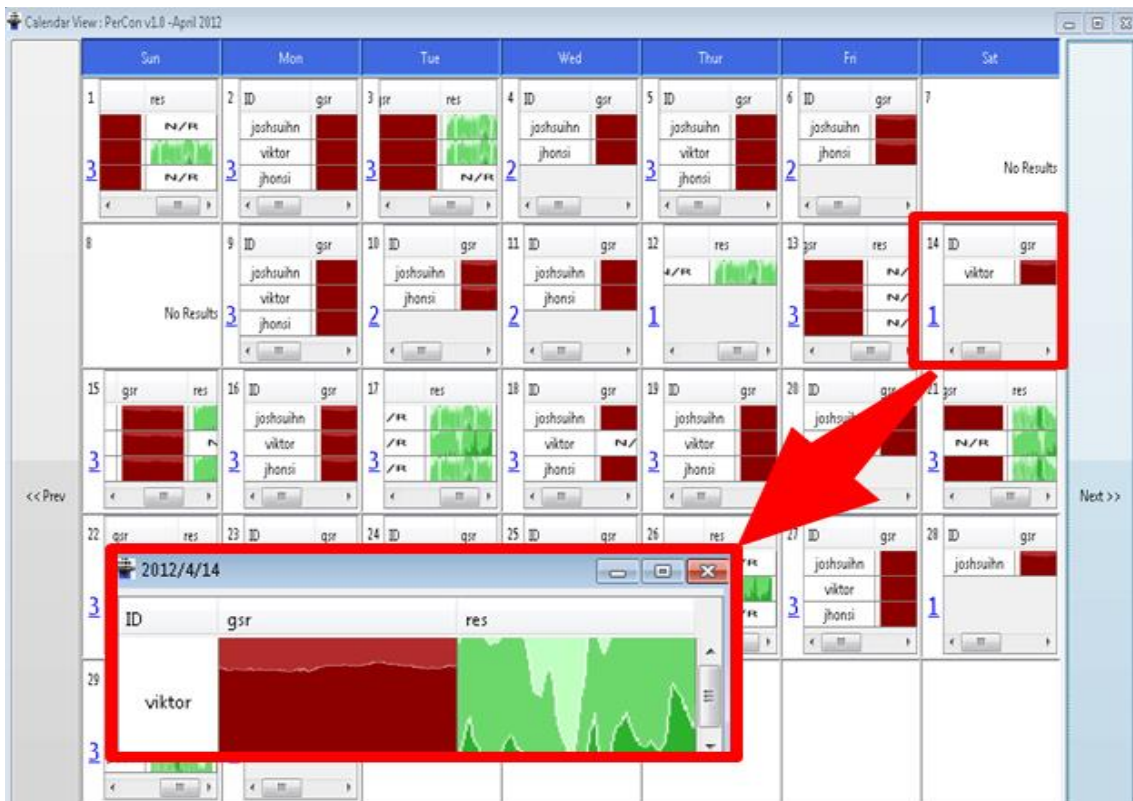 Calendar View : PerCon v1.0 -April 2012
Sun Mon Tue Wed Thur Fri Sat
1 res 2 ID gsr 3 gsr res 4 ID gsr 5 ID gsr 6 ID gsr 7
N/R joshsuihn joshsuihn joshsuihn joshsuihn
viktor jhonsi viktor jhonsi
3 N/R 3 jhonsi 3 N/R 2 3 jhonsi 2 No Results
8 9 ID gsr 10 ID gsr 11 ID gsr 12 res 13 gsr res 14 ID gsr
joshsuihn joshsuihn joshsuihn /R N/ viktor
viktor jhonsi jhonsi N/
No Results 3 jhonsi 2 2 1 3 N/ 1
15 gsr res 16 ID gsr 17 res 18 ID gsr 19 ID gsr 20 ID gsr 21 gsr res
joshsuihn /R joshsuihn joshsuihn
N viktor /R viktor N/ viktor N/R
3 3 jhonsi 3 /R 3 jhonsi 3 jhonsi 3
<< Prev Next >>
22 gsr res 23 ID gsr 24 ID gsr 25 ID gsr 26 res 27 ID gsr 28 ID gsr
/R joshsuihn joshsuihn
viktor
3 /R 3 jhonsi 1
2012/4/14
ID gsr res
viktor
29
3